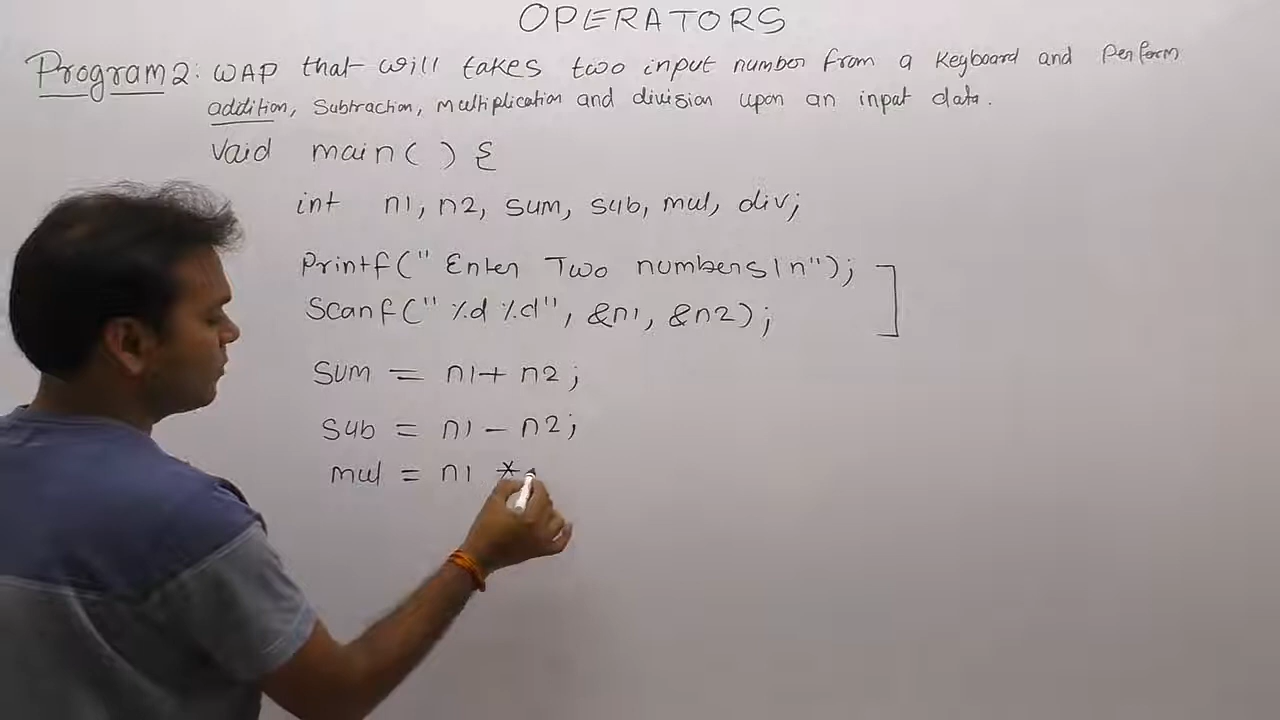 OPERATORS
Program 2: WAP that will takes two input number from a keyboard and perform
addition, subtraction, multiplication and division upon an input data.
void main( ) {
int n1, n2, sum, sub, mul, div;
Printf(" Enter Two numbers\n");
Scanf(" %d %d", &n1, &n2);
sum = n1+ n2;
sub = n1 - n2;
mul = n1 *